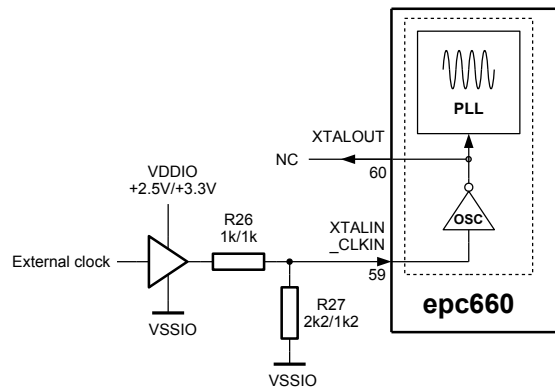 PLL
XTALOUT
NC
60
VDDIO
+2.5V/+3.3V
R26
1k/1k
XTALIN
_CLKIN
OSC
External clock
59
R27
2k2/1k2
epc660
VSSIO
VSSIO